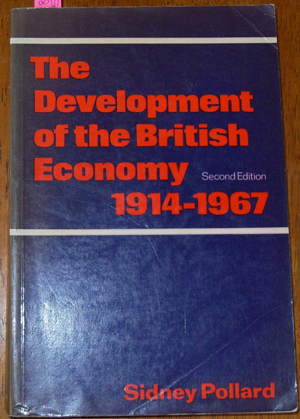 The
Development
of the British
Economy
Second Edition
1914-1967
Sidney Pollard